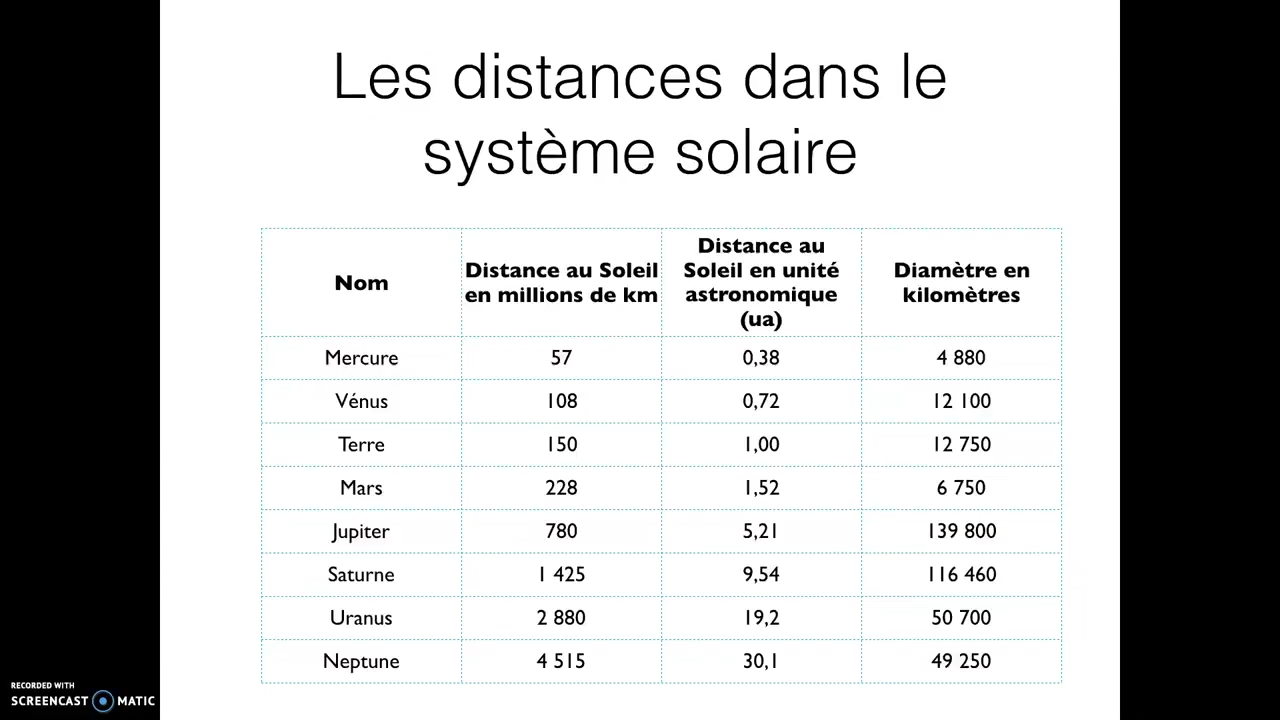 Les distances dans le
système solaire
Nom
Distance au Soleil
en millions de km
Distance au
Soleil en unité
astronomique
(ua)
Diamètre en
kilomètres
Mercure 57 0,38 4 880
Vénus 108 0,72 12 100
Terre 150 1,00 12 750
Mars 228 1,52 6 750
Jupiter 780 5,21 139 800
Saturne 1 425 9,54 116 460
Uranus 2 880 19,2 50 700
Neptune 4 515 30,1 49 250
RECORDED WITH
SCREENCAST MATIC